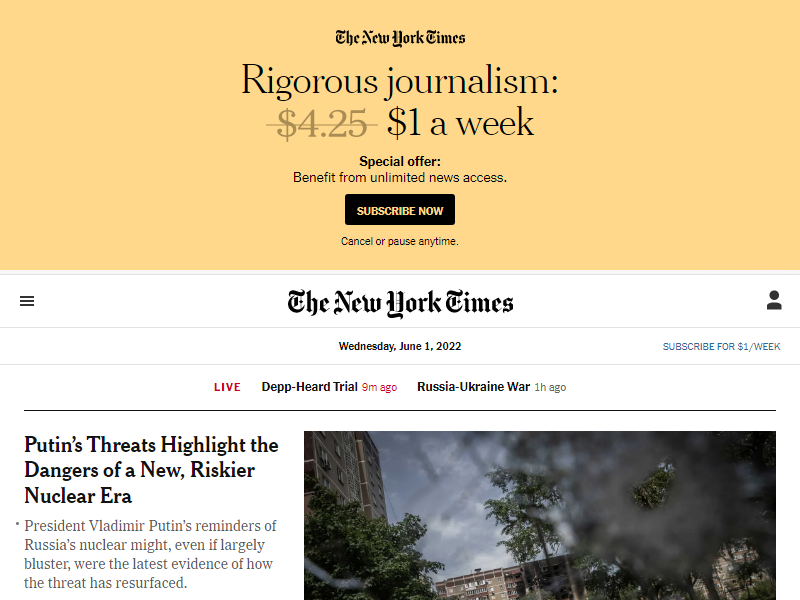 The New York Times
Rigorous journalism:
$4.25 $1 a week
Special offer:
Benefit from unlimited news access.
SUBSCRIBE NOW
Cancel or pause anytime.
The New York Times
Wednesday, June 1, 2022
SUBSCRIBE FOR $1/WEEK
LIVE Depp-Heard Trial 9m ago Russia-Ukraine War 1h ago
Putin’s Threats Highlight the
Dangers of a New, Riskier
Nuclear Era
• President Vladimir Putin’s reminders of
Russia’s nuclear might, even if largely
bluster, were the latest evidence of how
the threat has resurfaced.